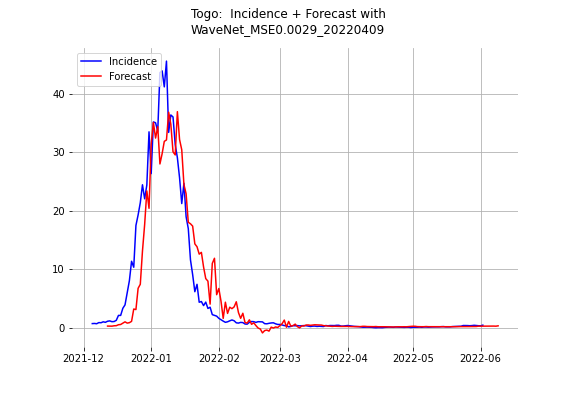 Togo:  Incidence + Forecast with
WaveNet_MSE0.0029_20220409
Incidence
Forecast
40
30
20
10
0
2021-12 2022-01 2022-02 2022-03 2022-04 2022-05 2022-06